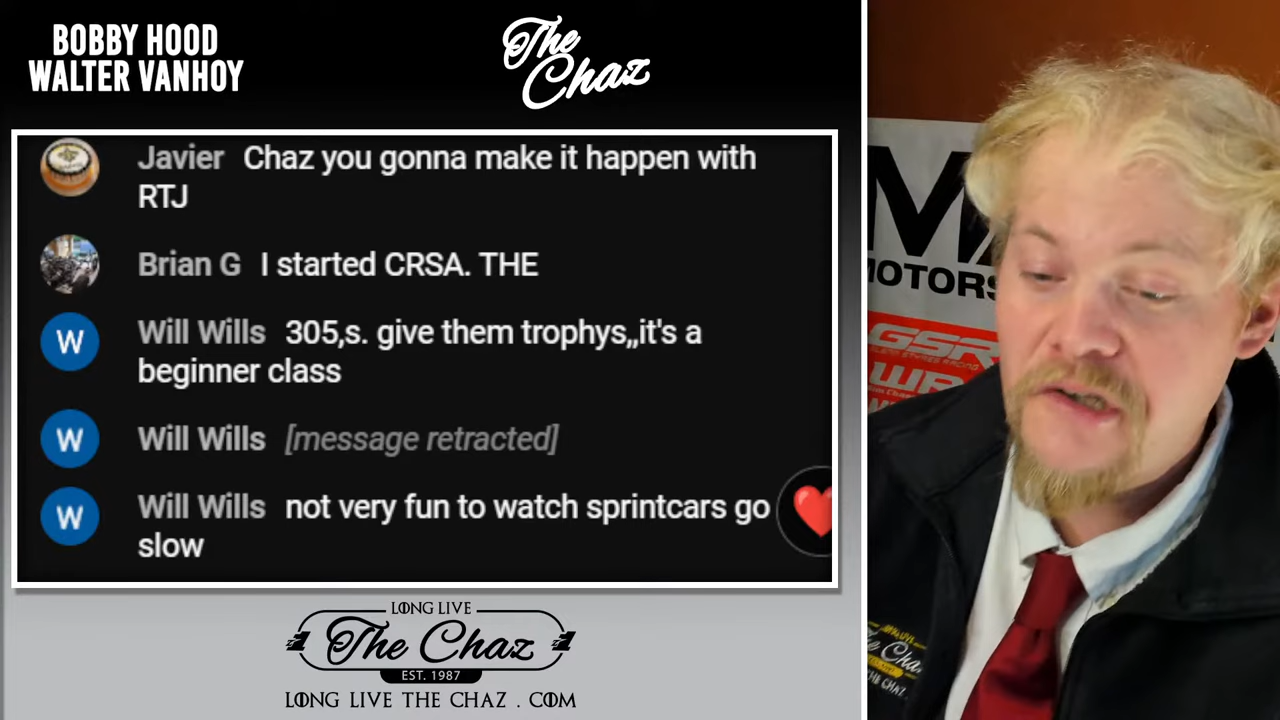 BOBBY HOOD
WALTER VANHOY
The
Chaz
Javier Chaz you gonna make it happen with
RTJ
Brian G I started CRSA. THE
W Will Wills 305,s. give them trophys,,it's a
beginner class
W Will Wills [message retracted]
W Will Wills not very fun to watch sprintcars go
slow
LONG LIVE
The Chaz
EST. 1987
LONG LIVE THE CHAZ . COM
MOTORS
GSR